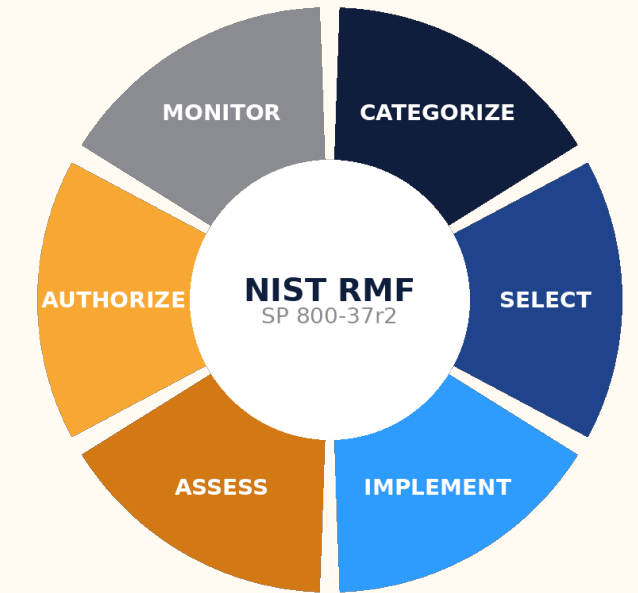 MONITOR
CATEGORIZE
AUTHORIZE
NIST RMF
SP 800-37r2
SELECT
ASSESS
IMPLEMENT